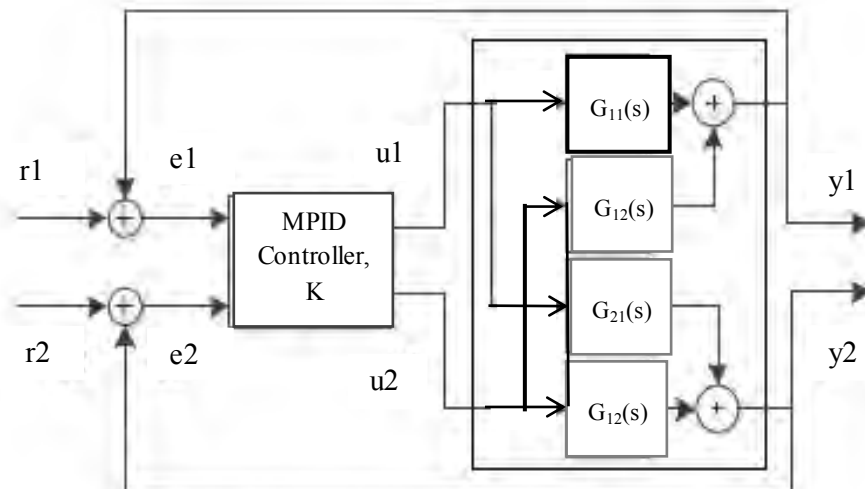 G11(s)
+
r1
e1
u1
y1
+
MPID
Controller,
K
G12(s)
+
G21(s)
r2
e2
u2
y2
G12(s)
+